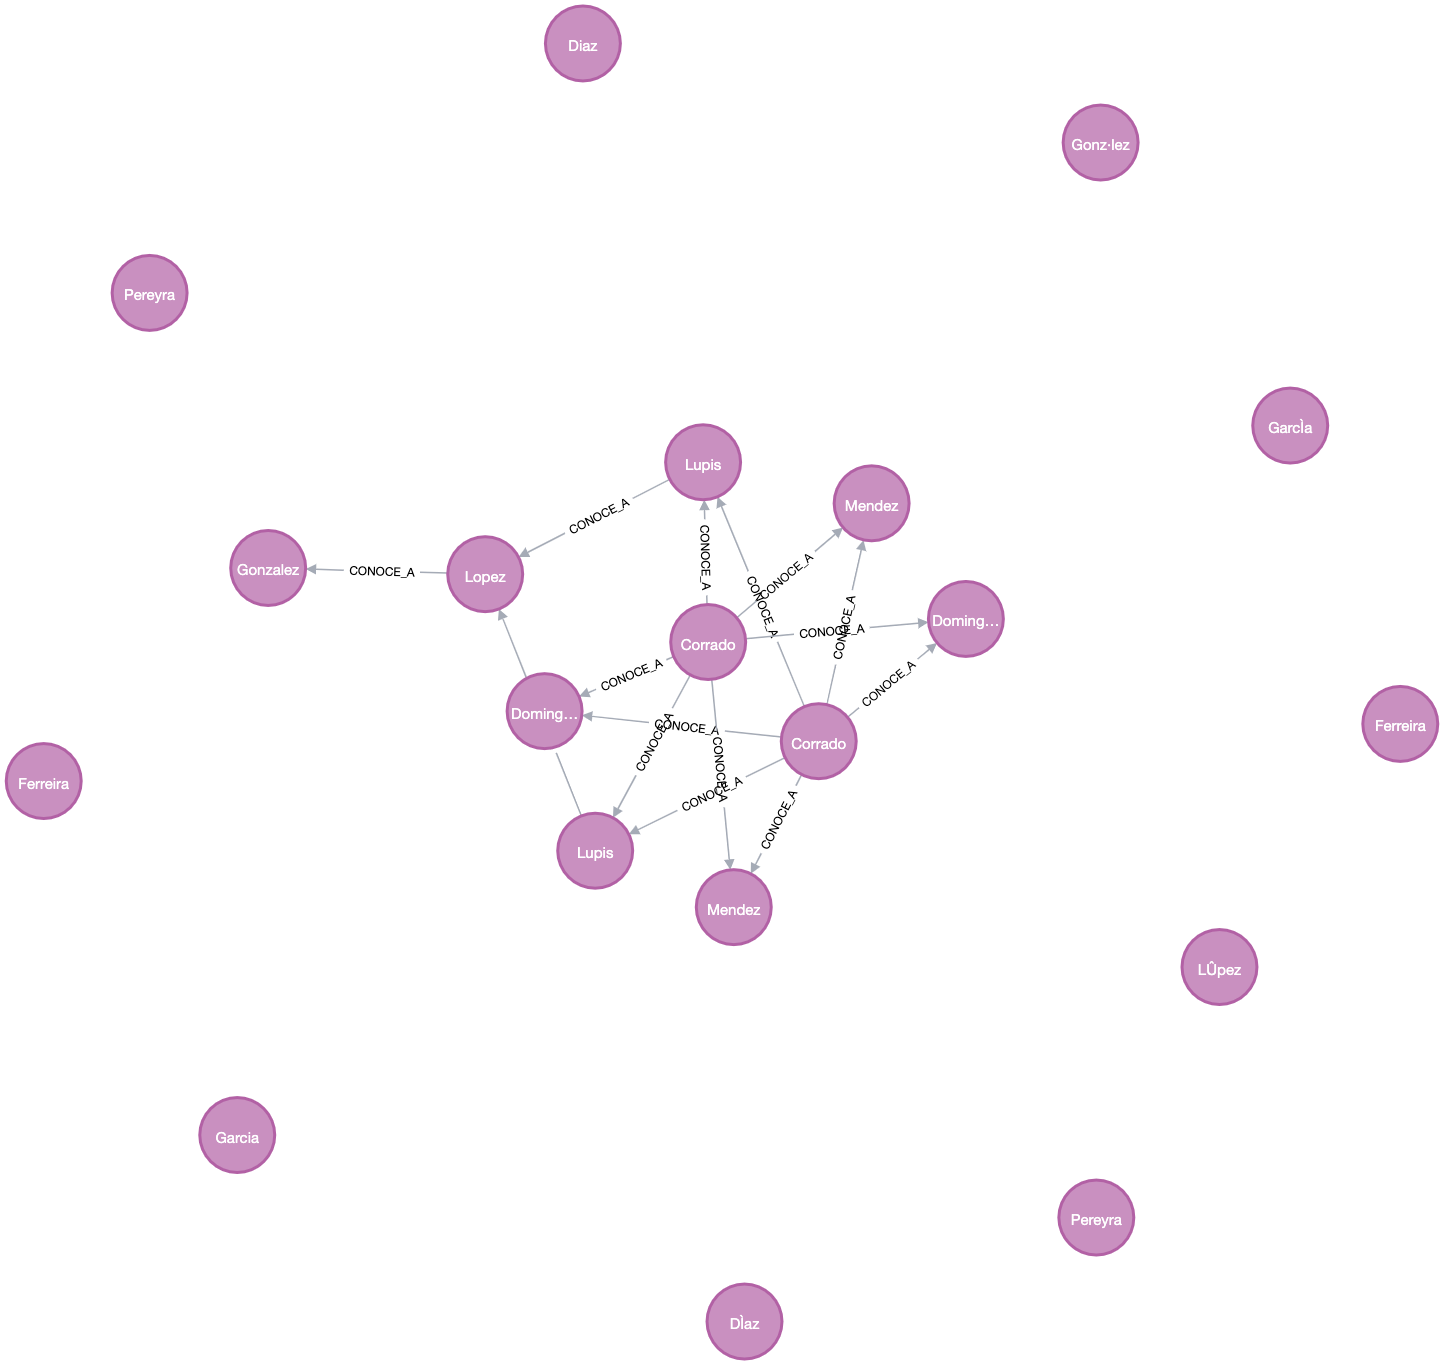 Diaz
Gonz·lez
Pereyra
GarcÌa
Lupis
Mendez
CONOCE_A
CONOCE_A
Gonzalez
CONOCE_A
Lopez
CONOCE_A
CONOCE_A
Corrado
Doming...
CONOCE_A
CONOCE_A
CONOCE_A
CONOCE_A
Doming...
CONOCE_A
CONOCE_A
Corrado
Ferreira
CONOCE_A
Ferreira
CONOCE_A
CONOCE_A
Lupis
Mendez
LÛpez
Garcia
Pereyra
DÌaz